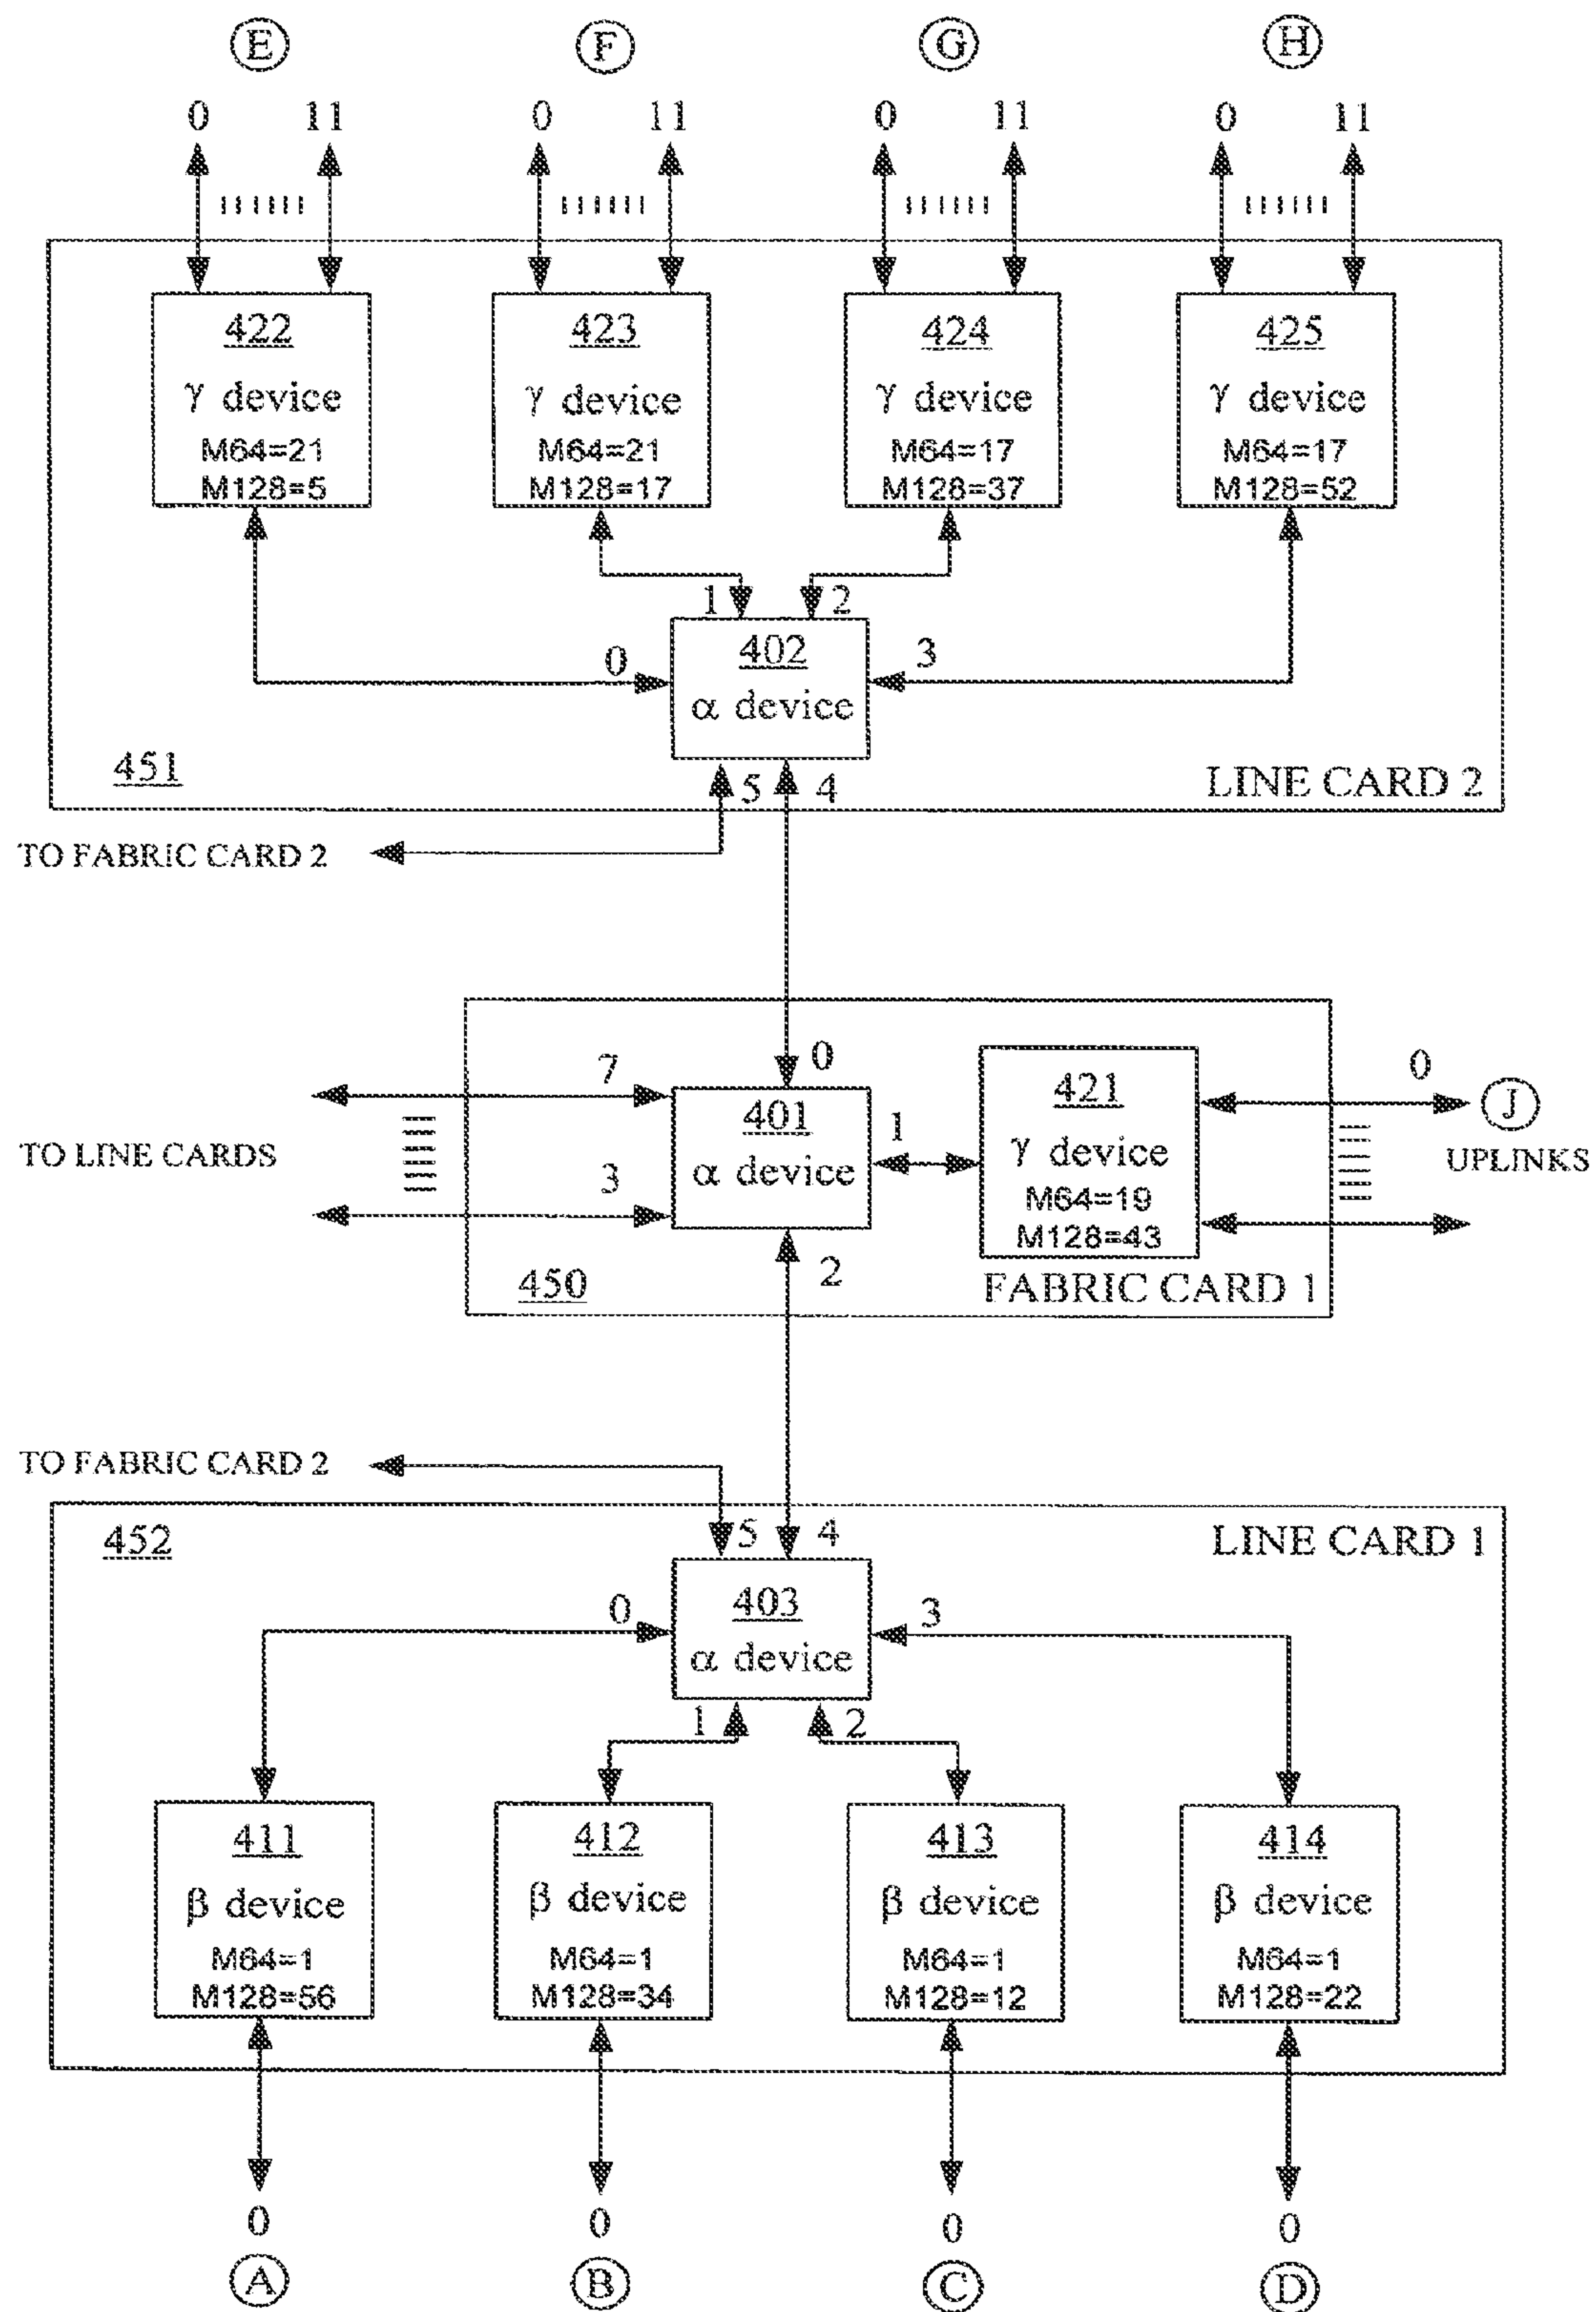 E F G H
0 11 0 11 0 11 0 11
422 423 424 425
γ device γ device γ device γ device
M64=21 M64=21 M64=17 M64=17
M128=5 M128=17 M128=37 M128=52
1 2
0 402 3
α device
451 5 4 LINE CARD 2
TO FABRIC CARD 2
7 0 421 0 J
401 1
TO LINE CARDS 3 α device γ device UPLINKS
M64=19
M128=43
450 2 FABRIC CARD 1
TO FABRIC CARD 2
452 5 4 LINE CARD 1
0 403 3
α device
1 2
411 412 413 414
β device β device β device β device
M64=1 M64=1 M64=1 M64=1
M128=56 M128=34 M128=12 M128=22
0 0 0 0
A B C D